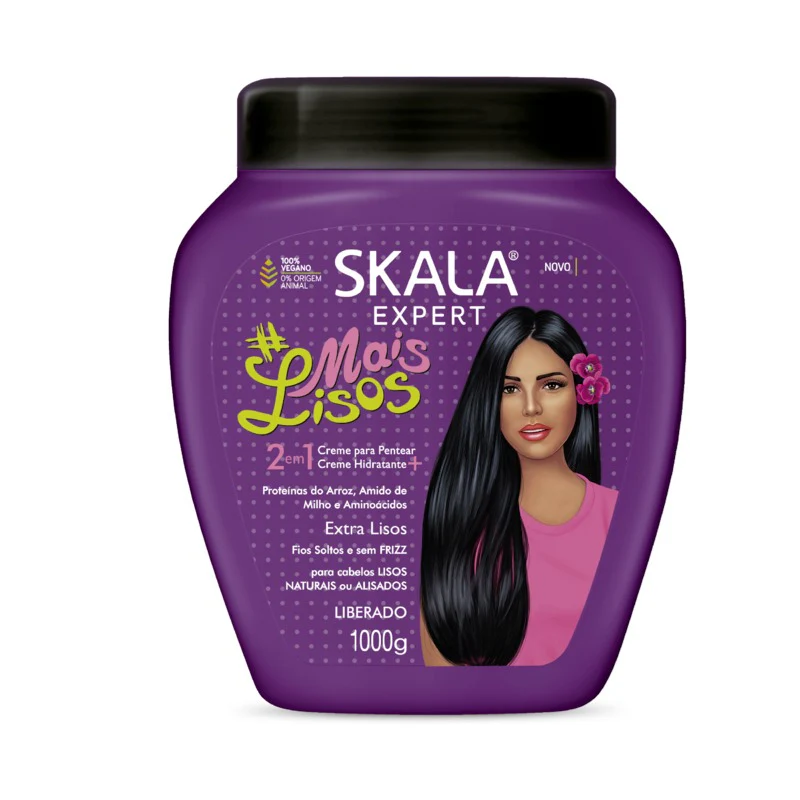 100%
VEGANO
0% ORIGEM
ANIMAL
SKALA®
EXPERT
NOVO
#Mais
Lisos
2em1 Creme para Pentear
Creme Hidratante+
Proteínas do Arroz, Amido de
Milho e Aminoácidos
Extra Lisos
Fios Soltos e sem FRIZZ
para cabelos LISOS
NATURAIS ou ALISADOS
LIBERADO
1000g